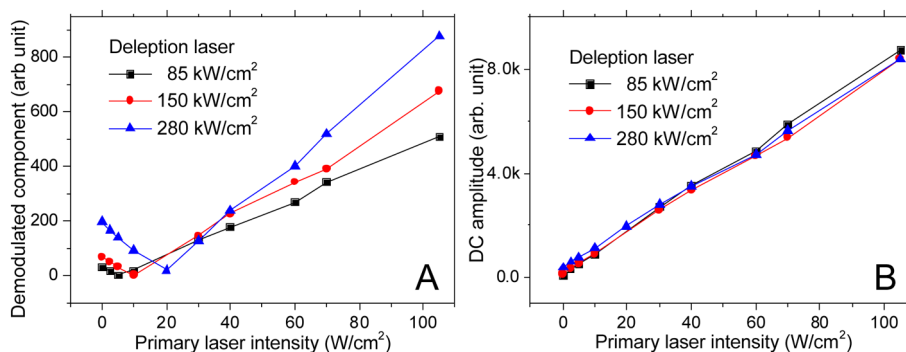 Demodulated component (arb unit)
800
600
400
200
0
Deleption laser
85 kW/cm²
150 kW/cm²
280 kW/cm²
A
0 20 40 60 80 100
Primary laser intensity (W/cm²)
DC amplitude (arb. unit)
8.0k
4.0k
0.0
Deleption laser
85 kW/cm²
150 kW/cm²
280 kW/cm²
B
0 20 40 60 80 100
Primary laser intensity (W/cm²)